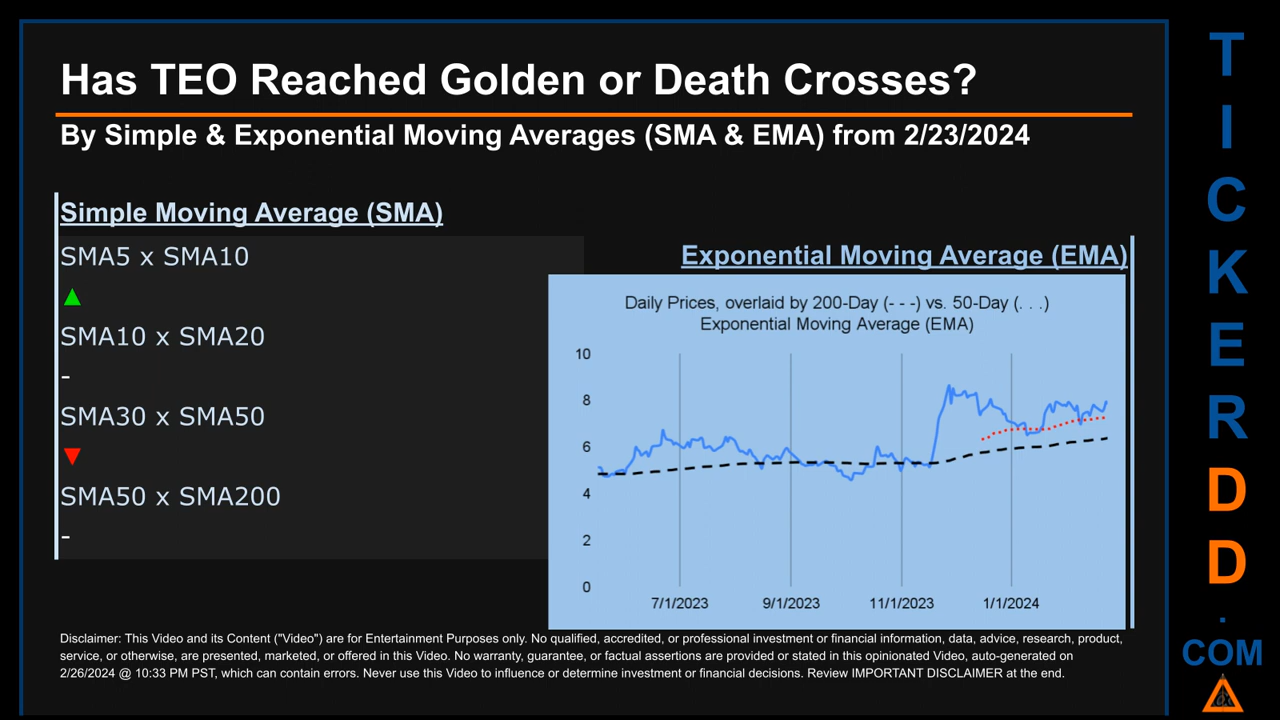 Has TEO Reached Golden or Death Crosses?
By Simple & Exponential Moving Averages (SMA & EMA) from 2/23/2024
Simple Moving Average (SMA)
SMA5 x SMA10
▲
SMA10 x SMA20
-
SMA30 x SMA50
▼
SMA50 x SMA200
-
Exponential Moving Average (EMA)
Daily Prices, overlaid by 200-Day (- - -) vs. 50-Day (. . .)
Exponential Moving Average (EMA)
10
8
6
4
2
0
7/1/2023 9/1/2023 11/1/2023 1/1/2024
Disclaimer: This Video and its Content ("Video") are for Entertainment Purposes only. No qualified, accredited, or professional investment or financial information, data, advice, research, product,
service, or otherwise, are presented, marketed, or offered in this Video. No warranty, guarantee, or factual assertions are provided or stated in this opinionated Video, auto-generated on
2/26/2024 @ 10:33 PM PST, which can contain errors. Never use this Video to influence or determine investment or financial decisions. Review IMPORTANT DISCLAIMER at the end.
T
I
C
K
E
R
D
D
.
COM